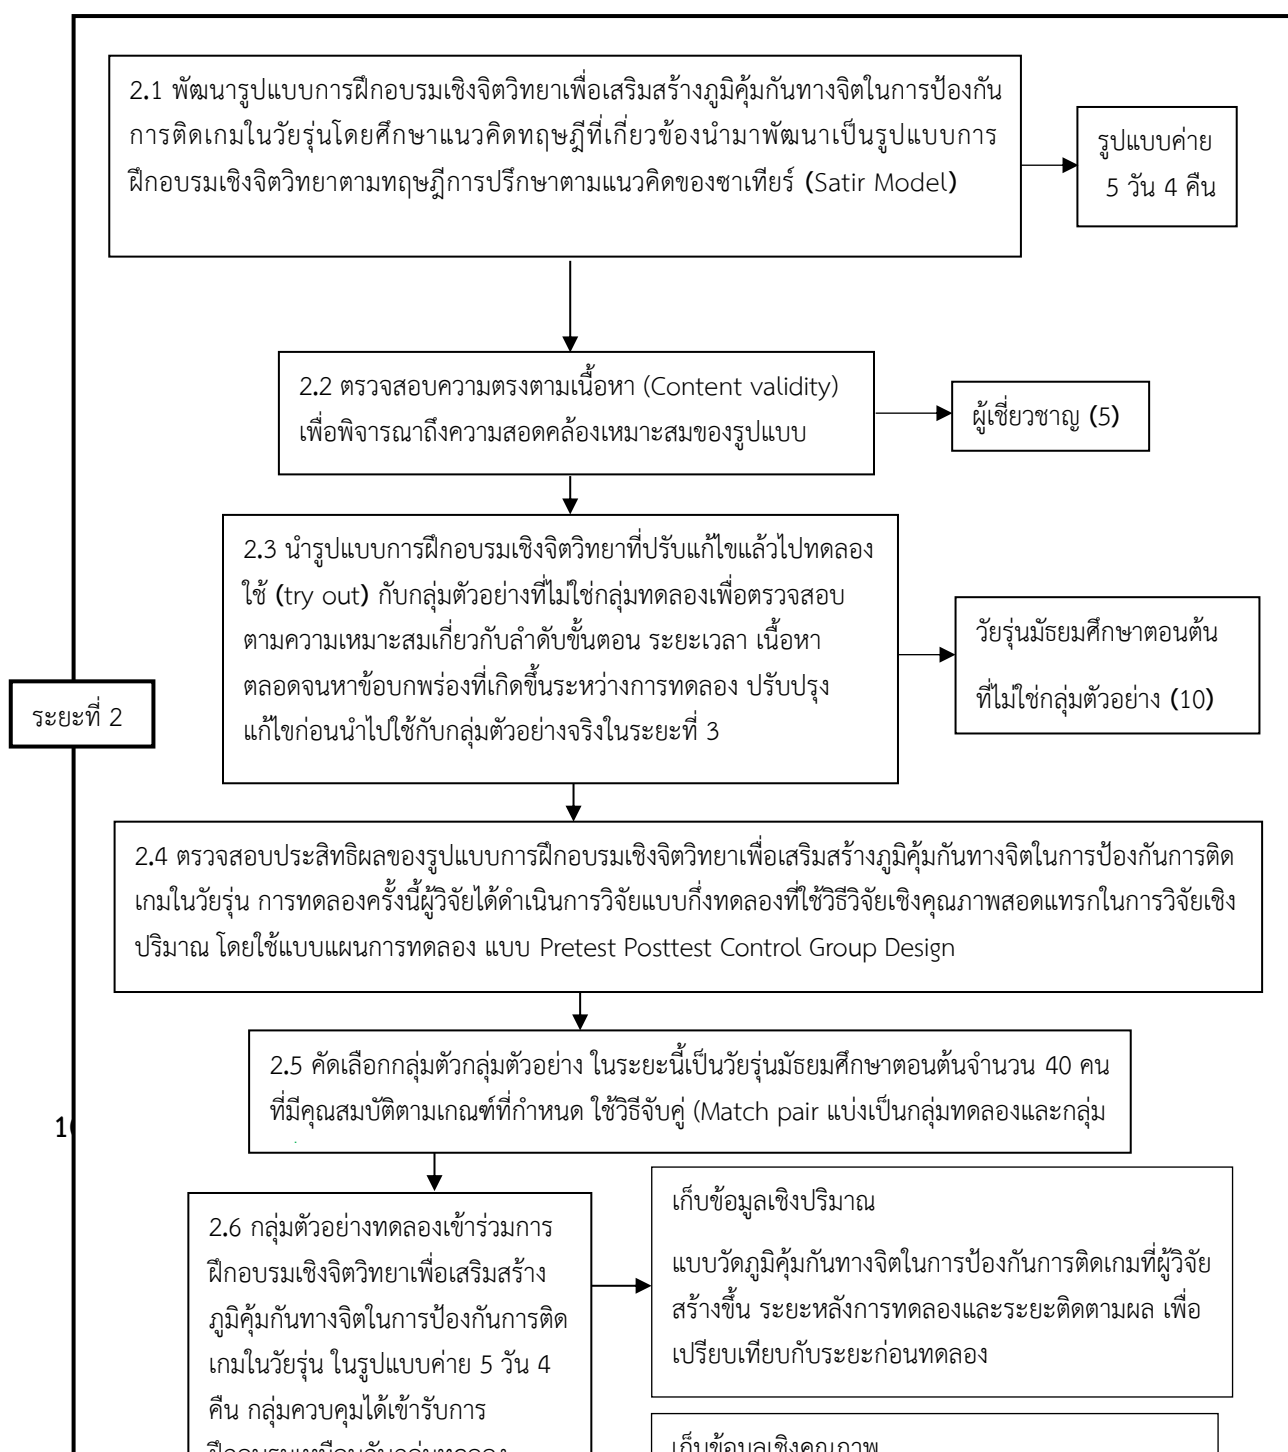 2.1 พัฒนารูปแบบการฝึกอบรมเชิงจิตวิทยาเพื่อเสริมสร้างภูมิคุ้มกันทางจิตในการป้องกัน
การติดเกมในวัยรุ่นโดยศึกษาแนวคิดทฤษฎีที่เกี่ยวข้องนำมาพัฒนาเป็นรูปแบบการ
ฝึกอบรมเชิงจิตวิทยาตามทฤษฎีการปรึกษาตามแนวคิดของซาเทียร์ (Satir Model)
รูปแบบค่าย
5 วัน 4 คืน
2.2 ตรวจสอบความตรงตามเนื้อหา (Content validity)
เพื่อพิจารณาถึงความสอดคล้องเหมาะสมของรูปแบบ
ผู้เชี่ยวชาญ (5)
2.3 นำรูปแบบการฝึกอบรมเชิงจิตวิทยาที่ปรับแก้ไขแล้วไปทดลอง
ใช้ (try out) กับกลุ่มตัวอย่างที่ไม่ใช่กลุ่มทดลองเพื่อตรวจสอบ
ตามความเหมาะสมเกี่ยวกับลำดับขั้นตอน ระยะเวลา เนื้อหา
ตลอดจนหาข้อบกพร่องที่เกิดขึ้นระหว่างการทดลอง ปรับปรุง
แก้ไขก่อนนำไปใช้กับกลุ่มตัวอย่างจริงในระยะที่ 3
วัยรุ่นมัธยมศึกษาตอนต้น
ที่ไม่ใช่กลุ่มตัวอย่าง (10)
ระยะที่ 2
2.4 ตรวจสอบประสิทธิผลของรูปแบบการฝึกอบรมเชิงจิตวิทยาเพื่อเสริมสร้างภูมิคุ้มกันทางจิตในการป้องกันการติด
เกมในวัยรุ่น การทดลองครั้งนี้ผู้วิจัยได้ดำเนินการวิจัยแบบกึ่งทดลองที่ใช้วิธีวิจัยเชิงคุณภาพสอดแทรกในการวิจัยเชิง
ปริมาณ โดยใช้แบบแผนการทดลอง แบบ Pretest Posttest Control Group Design
2.5 คัดเลือกกลุ่มตัวกลุ่มตัวอย่าง ในระยะนี้เป็นวัยรุ่นมัธยมศึกษาตอนต้นจำนวน 40 คน
ที่มีคุณสมบัติตามเกณฑ์ที่กำหนด ใช้วิธีจับคู่ (Match pair แบ่งเป็นกลุ่มทดลองและกลุ่ม
2.6 กลุ่มตัวอย่างทดลองเข้าร่วมการ
ฝึกอบรมเชิงจิตวิทยาเพื่อเสริมสร้าง
ภูมิคุ้มกันทางจิตในการป้องกันการติด
เกมในวัยรุ่น ในรูปแบบค่าย 5 วัน 4
คืน กลุ่มควบคุมได้เข้ารับการ
ฝึกอบรมเหมือนกับกลุ่มทดลอง
เก็บข้อมูลเชิงปริมาณ
แบบวัดภูมิคุ้มกันทางจิตในการป้องกันการติดเกมที่ผู้วิจัย
สร้างขึ้น ระยะหลังการทดลองและระยะติดตามผล เพื่อ
เปรียบเทียบกับระยะก่อนทดลอง
เก็บข้อมูลเชิงคุณภาพ